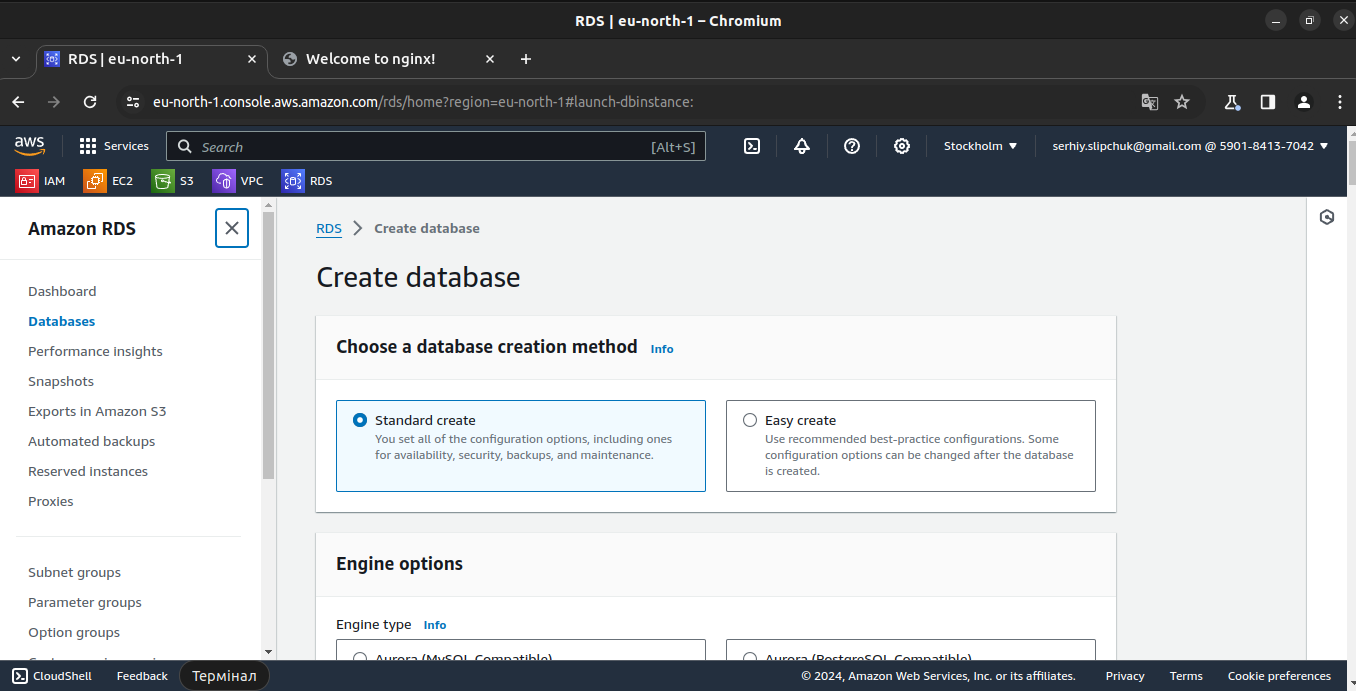 RDS | eu-north-1 – Chromium
RDS | eu-north-1
Welcome to nginx!
eu-north-1.console.aws.amazon.com/rds/home?region=eu-north-1#launch-dbinstance:
aws
Services
Search
[Alt+S]
Stockholm
serhiy.slipchuk@gmail.com @ 5901-8413-7042
IAM
EC2
S3
VPC
RDS
Amazon RDS
Dashboard
Databases
Performance insights
Snapshots
Exports in Amazon S3
Automated backups
Reserved instances
Proxies
Subnet groups
Parameter groups
Option groups
RDS
Create database
Create database
Choose a database creation method Info
Standard create
You set all of the configuration options, including ones
for availability, security, backups, and maintenance.
Easy create
Use recommended best-practice configurations. Some
configuration options can be changed after the database
is created.
Engine options
Engine type Info
Aurora (MySQL Compatible)
Aurora (PostgreSQL Compatible)
CloudShell
Feedback
Термінал
© 2024, Amazon Web Services, Inc. or its affiliates.
Privacy
Terms
Cookie preferences